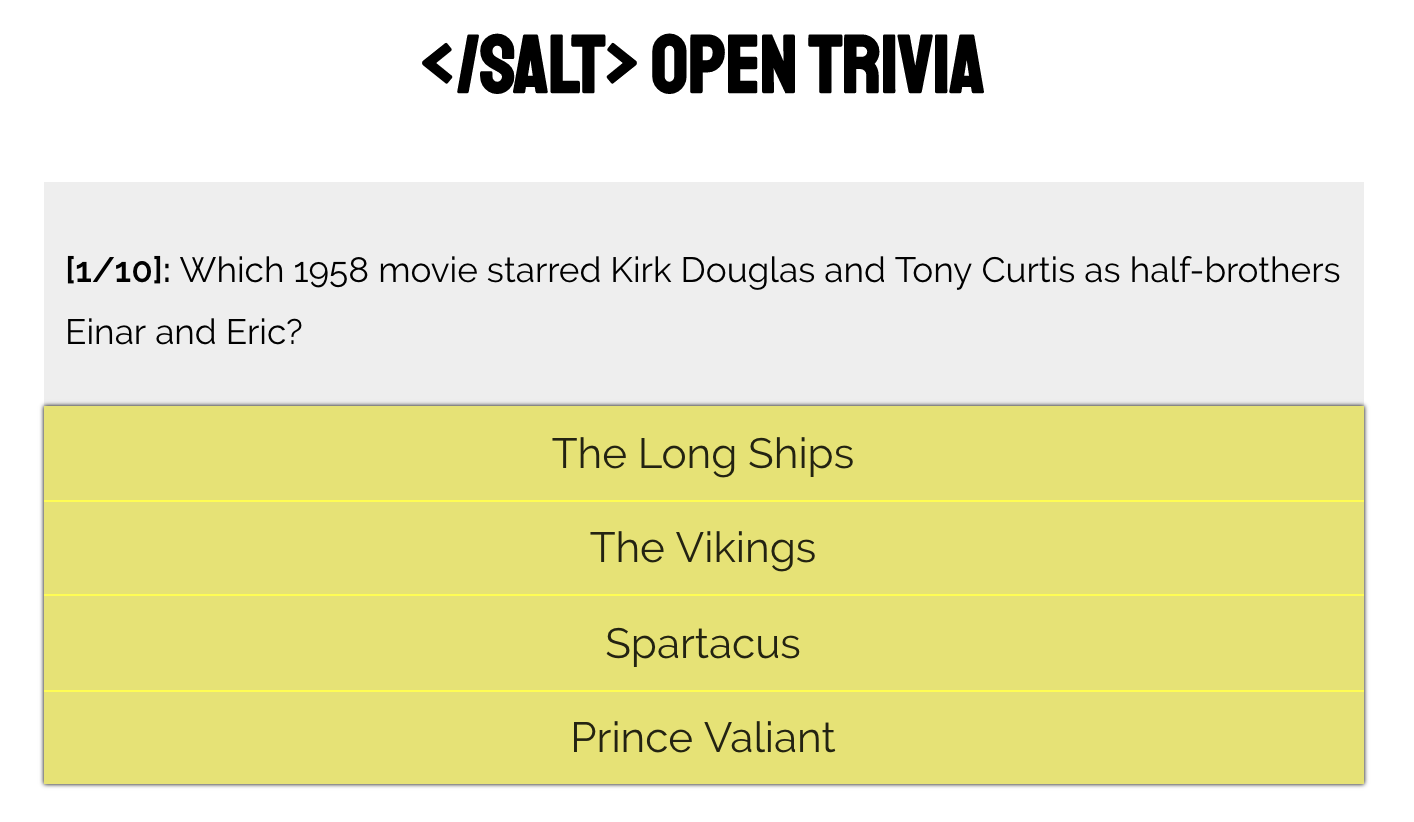 </SALT> OPEN TRIVIA
[1/10]: Which 1958 movie starred Kirk Douglas and Tony Curtis as half-brothers
Einar and Eric?
The Long Ships
The Vikings
Spartacus
Prince Valiant